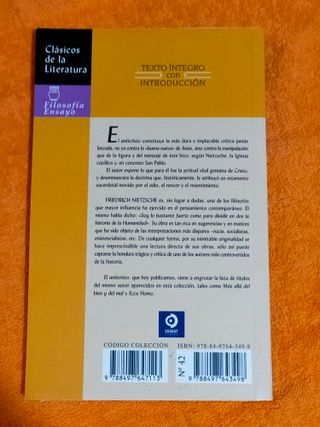 Clásicos
de la
Literatura
Filosofía
Ensayo
TEXTO ÍNTEGRO
con
INTRODUCCIÓN
El anticristo constituye la más dura e implacable crítica jamás
lanzada, no ya contra la «buena nueva» de Jesús, sino contra la manipulación
que de la figura y del mensaje de éste hizo, según Nietzsche, la Iglesia
católica y, en concreto San Pablo.
El autor expone lo que para él fue la actitud vital genuina de Cristo,
y desenmascara la doctrina que, históricamente, le atribuyó un estamento
sacerdotal movido por el odio, el rencor y el resentimiento.
FRIEDRICH NIETZSCHE es, sin lugar a dudas, uno de los filósofos
que mayor influencia ha ejercido en el pensamiento contemporáneo. Él
mismo había dicho: «Soy lo bastante fuerte como para dividir en dos la
historia de la Humanidad». Su obra es tan rica en sugerencias y en matices que
ha sido objeto de las interpretaciones más dispares -nazis, socialistas,
existencialistas, etc. De cualquier forma, por su inimitable originalidad se
hace imprescindible una lectura directa de sus obras, sólo así puede
captarse la hondura trágica y crítica de uno de los autores más controvertidos de
la historia.
El anticristo, que hoy publicamos, viene a engrosar la lista de títulos
del mismo autor aparecidos en esta colección, tales como Más allá del
bien y del mal y Ecce Homo.
EDIMAT
CÓDIGO COLECCIÓN
ISBN: 978-84-9764-349-8
9 788497 647113
Nº 42
9 788497 643498